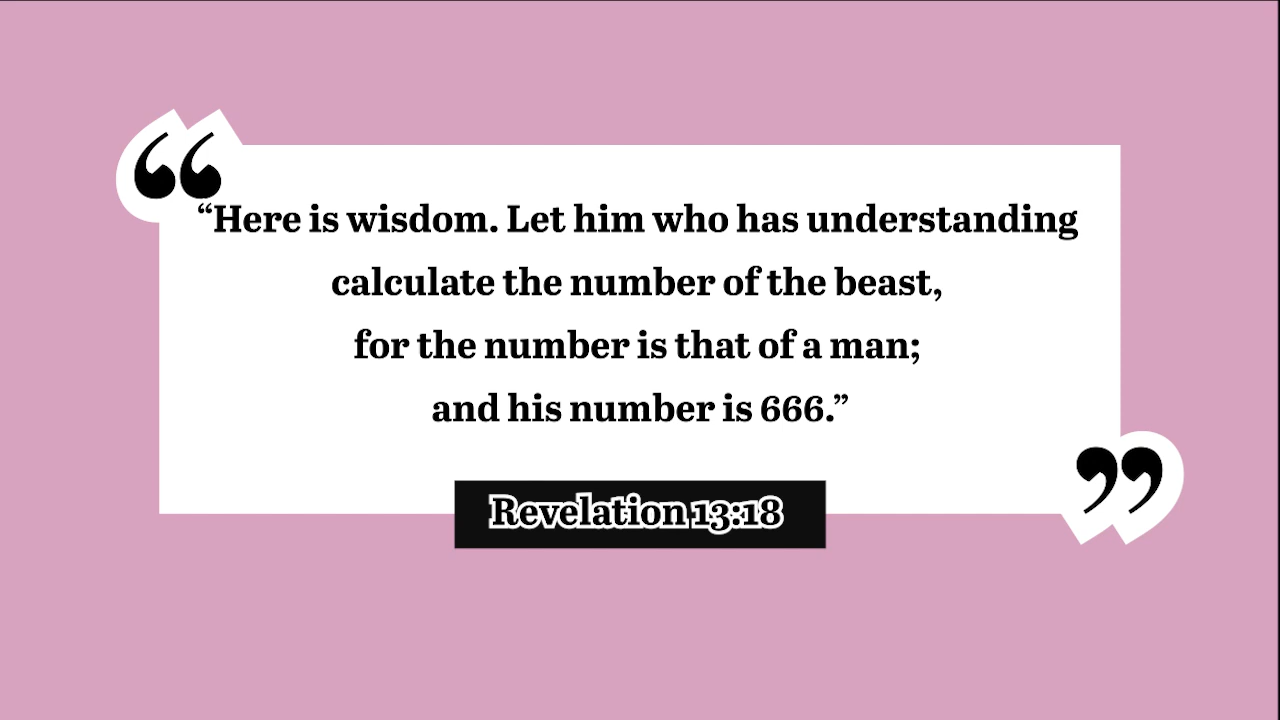 “Here is wisdom. Let him who has understanding
calculate the number of the beast,
for the number is that of a man;
and his number is 666.”
Revelation 13:18